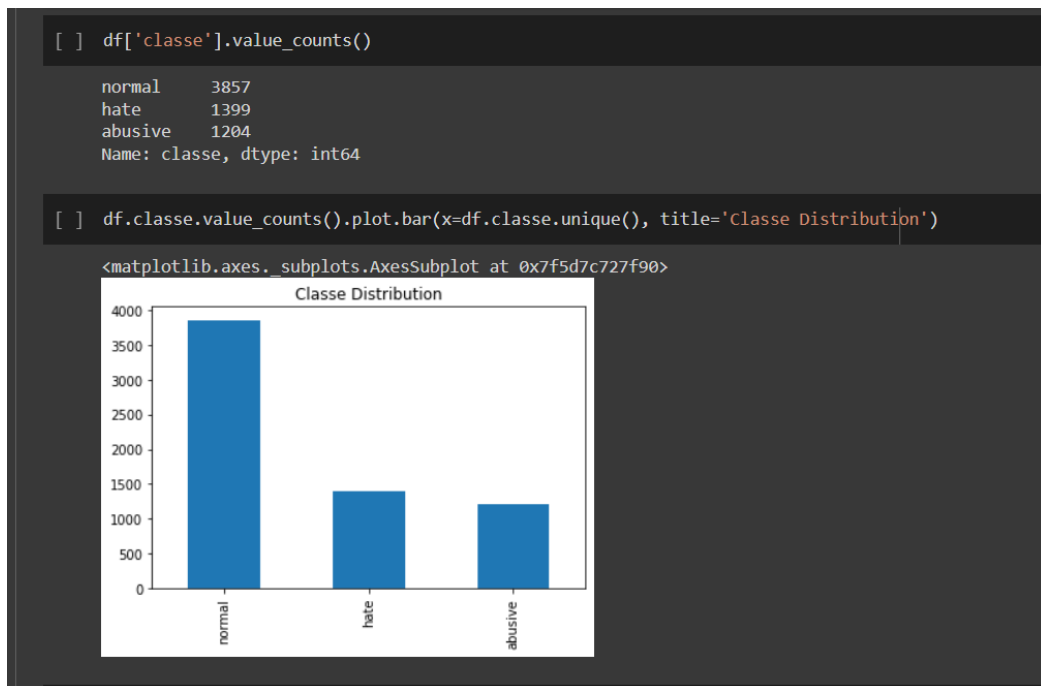 [ ] df['classe'].value_counts()
normal 3857
hate 1399
abusive 1204
Name: classe, dtype: int64
[ ] df.classe.value_counts().plot.bar(x=df.classe.unique(), title='Classe Distribution')
<matplotlib.axes._subplots.AxesSubplot at 0x7f5d7c727f90>
Classe Distribution
4000
3500
3000
2500
2000
1500
1000
500
0
normal
hate
abusive